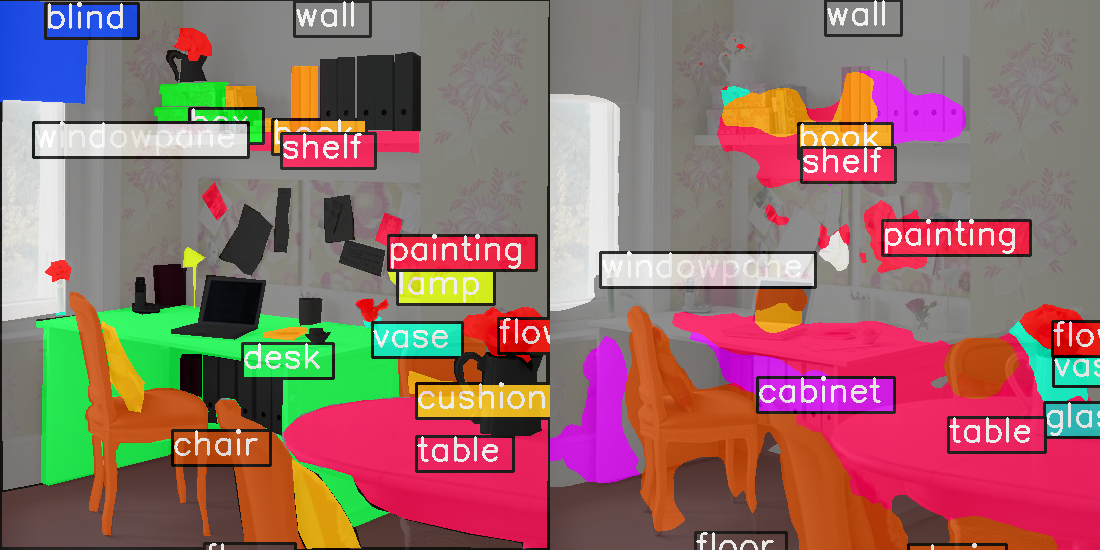 blind
wall
box
windowpane
book
shelf
painting
lamp
vase
flow
desk
cushion
chair
table
wall
book
shelf
painting
windowpane
flow
vas
cabinet
glas
table
floor